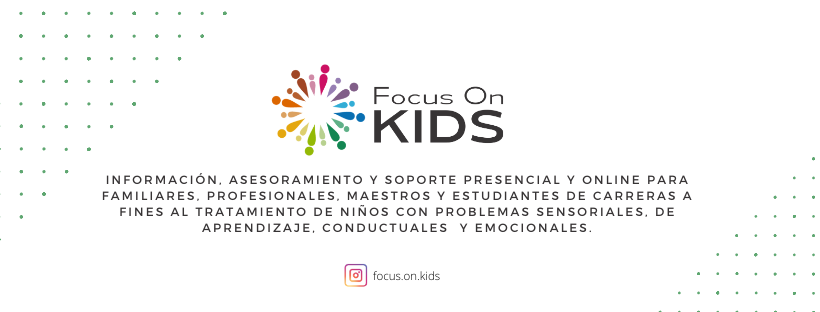 Focus On
KIDS
INFORMACIÓN, ASESORAMIENTO Y SOPORTE PRESENCIAL Y ONLINE PARA
FAMILIARES, PROFESIONALES, MAESTROS Y ESTUDIANTES DE CARRERAS A
FINES AL TRATAMIENTO DE NIÑOS CON PROBLEMAS SENSORIALES, DE
APRENDIZAJE, CONDUCTUALES Y EMOCIONALES.
focus.on.kids